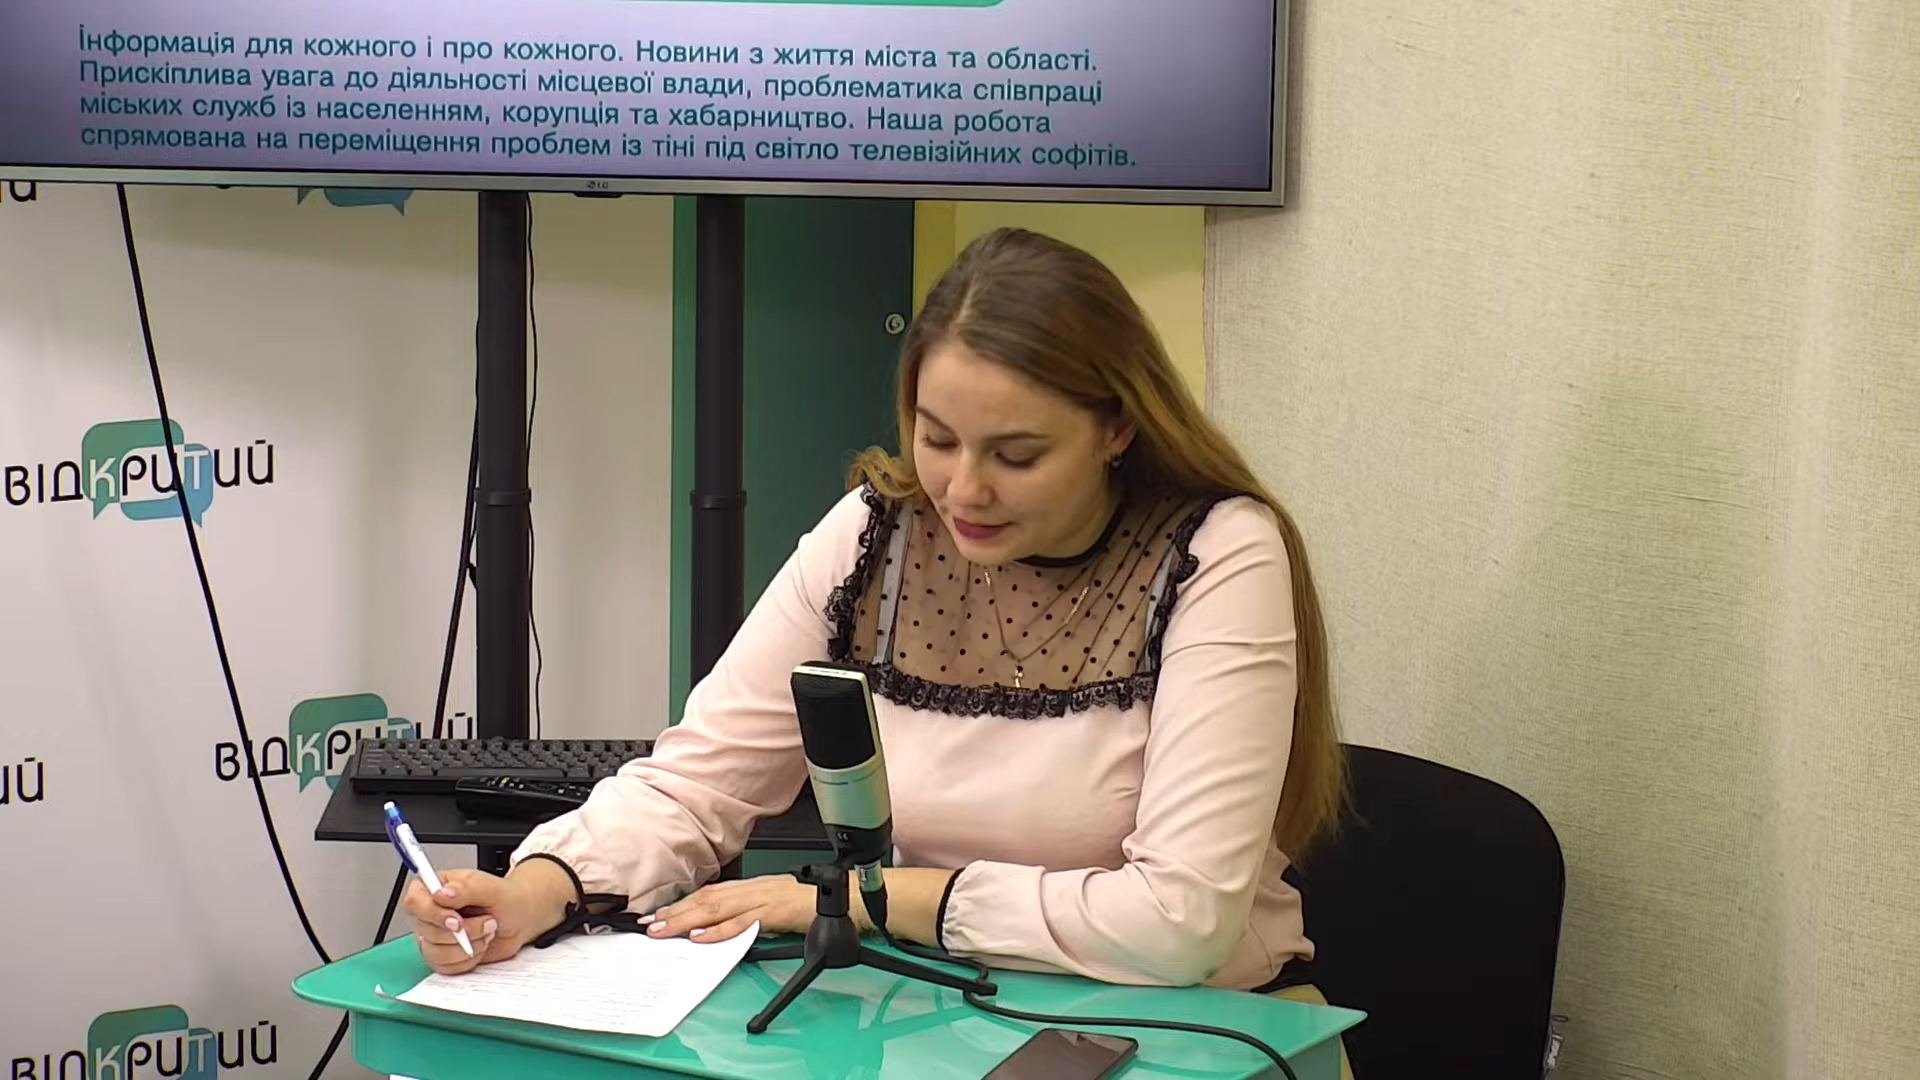 Інформація для кожного і про кожного. Новини з життя міста та області.
Прискіплива увага до діяльності місцевої влади, проблематика співпраці
міських служб із населенням, корупція та хабарництво. Наша робота
спрямована на переміщення проблем із тіні під світло телевізійних софітів.
LG
ВІДКРИТИЙ
ВІДКРИТИЙ
ИЙ
ВІДКРИТИЙ